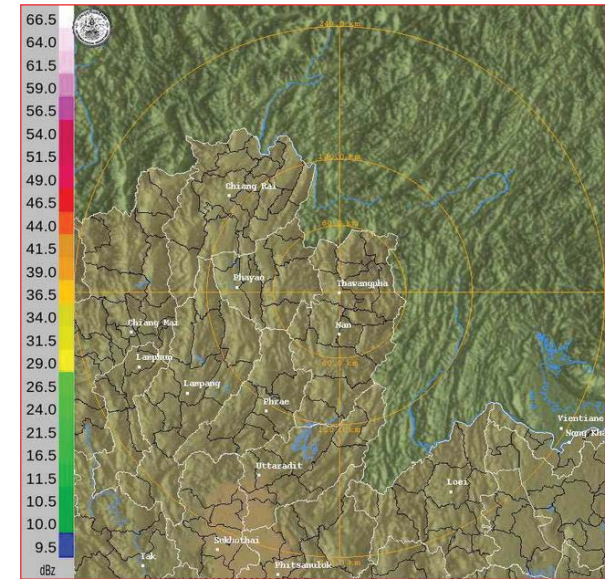 66.5
64.0
61.5
59.0
56.5
54.0
51.5
49.0
46.5
44.0
41.5
39.0
36.5
34.0
31.5
29.0
26.5
24.0
21.5
16.5
11.5
10.5
10.0
9.5
dBz
Chiang Rai
Phayao
Thawangpha
Chiang Mai
Nan
Lamphun
Lampang
Phrae
Vientiane
Nong Kha
Uttaradit
Loei
Sukhothai
Tak
Phitsanulok